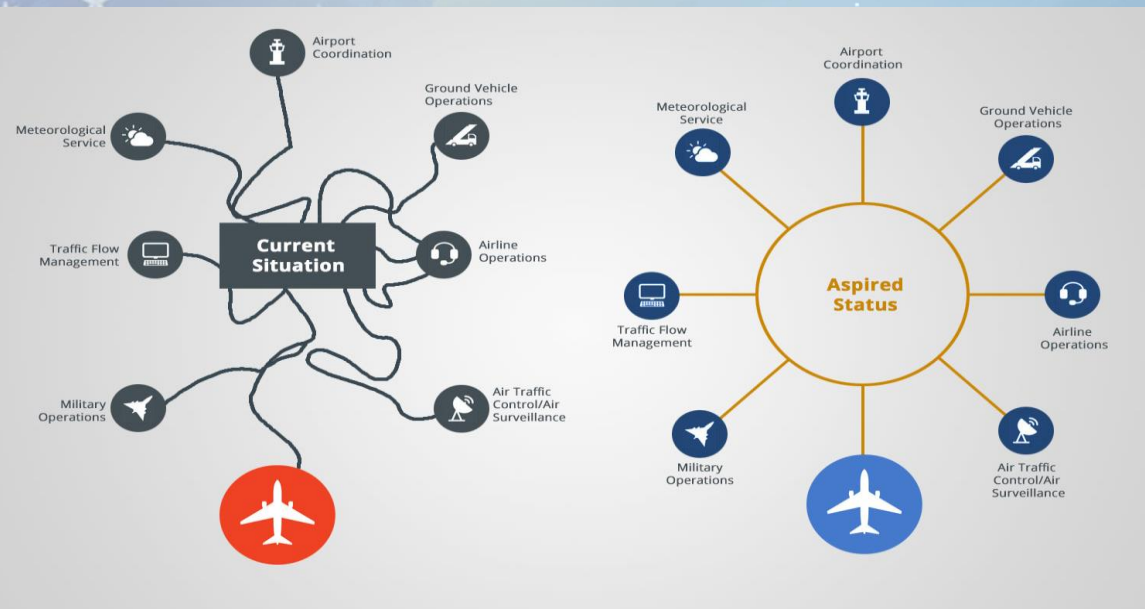 Airport
Coordination
Ground Vehicle
Operations
Meteorological
Service
Current
Situation
Traffic Flow
Management
Airline
Operations
Military
Operations
Air Traffic
Control/Air
Surveillance
Airport
Coordination
Meteorological
Service
Ground Vehicle
Operations
Aspired
Status
Traffic Flow
Management
Airline
Operations
Military
Operations
Air Traffic
Control/Air
Surveillance